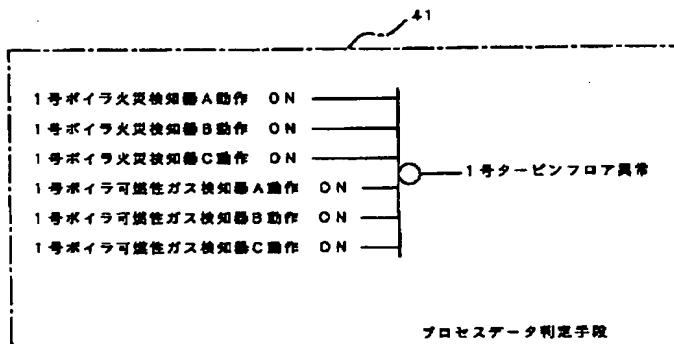 41
1号ボイラ火災検知器A動作 ON
1号ボイラ火災検知器B動作 ON
1号ボイラ火災検知器C動作 ON
1号ボイラ可燃性ガス検知器A動作 ON
1号ボイラ可燃性ガス検知器B動作 ON
1号ボイラ可燃性ガス検知器C動作 ON
1号タービンフロア異常
プロセスデータ判定手段